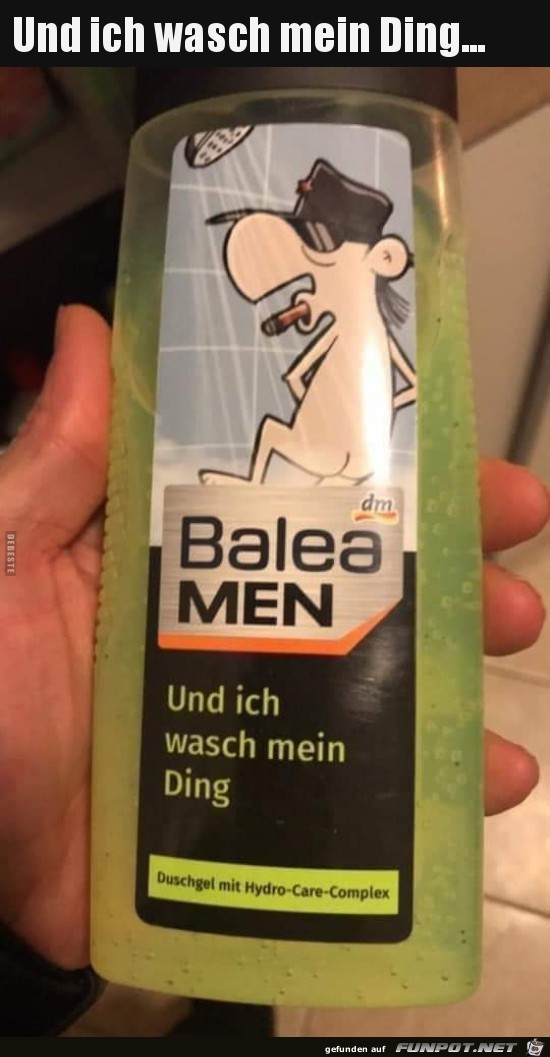 Und ich wasch mein Ding...
dm
Balea
MEN
Und ich
wasch mein
Ding
Duschgel mit Hydro-Care-Complex
DEBESTE
gefunden auf FUNPOT.NET